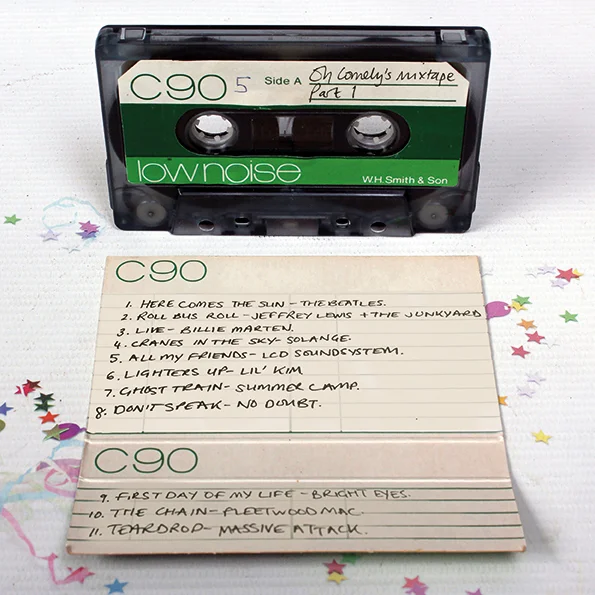 C90 5 Side A Oh Comely's mixtape
Part 1
lownoise
W.H.Smith & Son
C90
1. HERE COMES THE SUN - THE BEATLES.
2. ROLL BUS ROLL - JEFFREY LEWIS + THE JUNKYARD
3. LIVE - BILLIE MARTEN.
4. CRANES IN THE SKY - SOLANGE.
5. ALL MY FRIENDS - LCD SOUNDSYSTEM.
6. LIGHTERS UP - LIL' KIM
7. GHOST TRAIN - SUMMER CAMP.
8. DON'T SPEAK - NO DOUBT.
C90
9. FIRST DAY OF MY LIFE - BRIGHT EYES.
10. THE CHAIN - FLEETWOOD MAC.
11. TEARDROP - MASSIVE ATTACK.